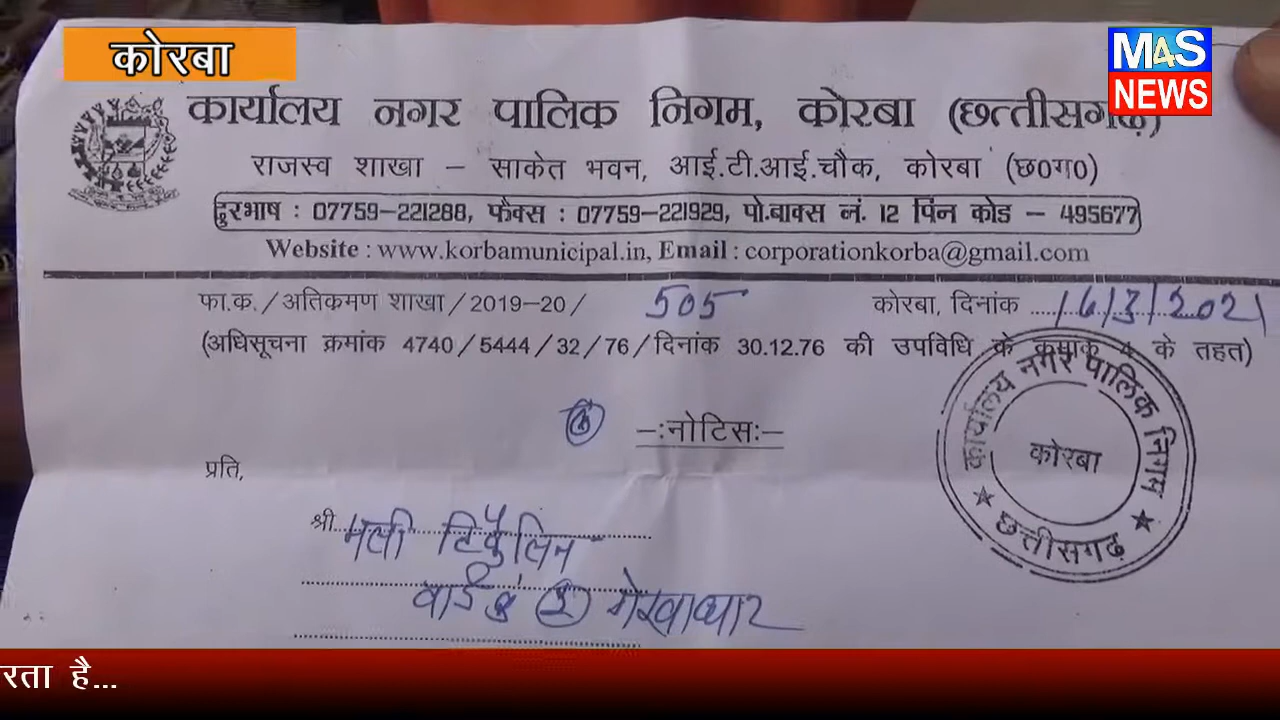 कोरबा
M4S
NEWS
कार्यालय नगर पालिक निगम, कोरबा (छत्तीसगढ़)
राजस्व शाखा – साकेत भवन, आई.टी.आई.चौक, कोरबा (छ0ग0)
दुरभाष : 07759-221288, फैक्स : 07759-221929, पो.बाक्स नं. 12 पिन कोड – 495677
Website : www.korbamunicipal.in, Email : corporationkorba@gmail.com
फा.क./अतिकमण शाखा/2019-20/ 505 कोरबा, दिनांक 16/3/2021
(अधिसूचना क्रमांक 4740/5444/32/76/दिनांक 30.12.76 की उपविधि के क्रमांक 4 के तहत)
–:नोटिसः–
प्रति,
कार्यालय नगर पालिक निगम
कोरबा
★ छत्तीसगढ़ ★
श्री
वार्ड
रता है...